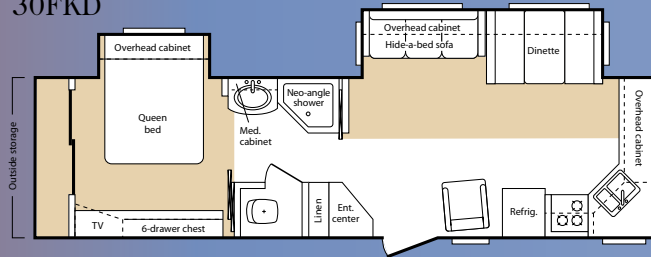 30FKD
Overhead cabinet
Queen
bed
Outside storage
TV
6-drawer chest
Med.
cabinet
Neo-angle
shower
Linen
Ent.
center
Overhead cabinet
Hide-a-bed sofa
Dinette
Overhead cabinet
Refrig.